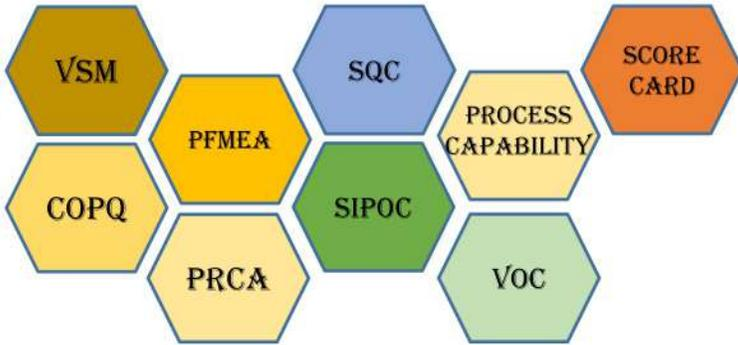 VSM
SQC
SCORE
CARD
PFMEA
PROCESS
CAPABILITY
COPQ
SIPOC
PRCA
VOC